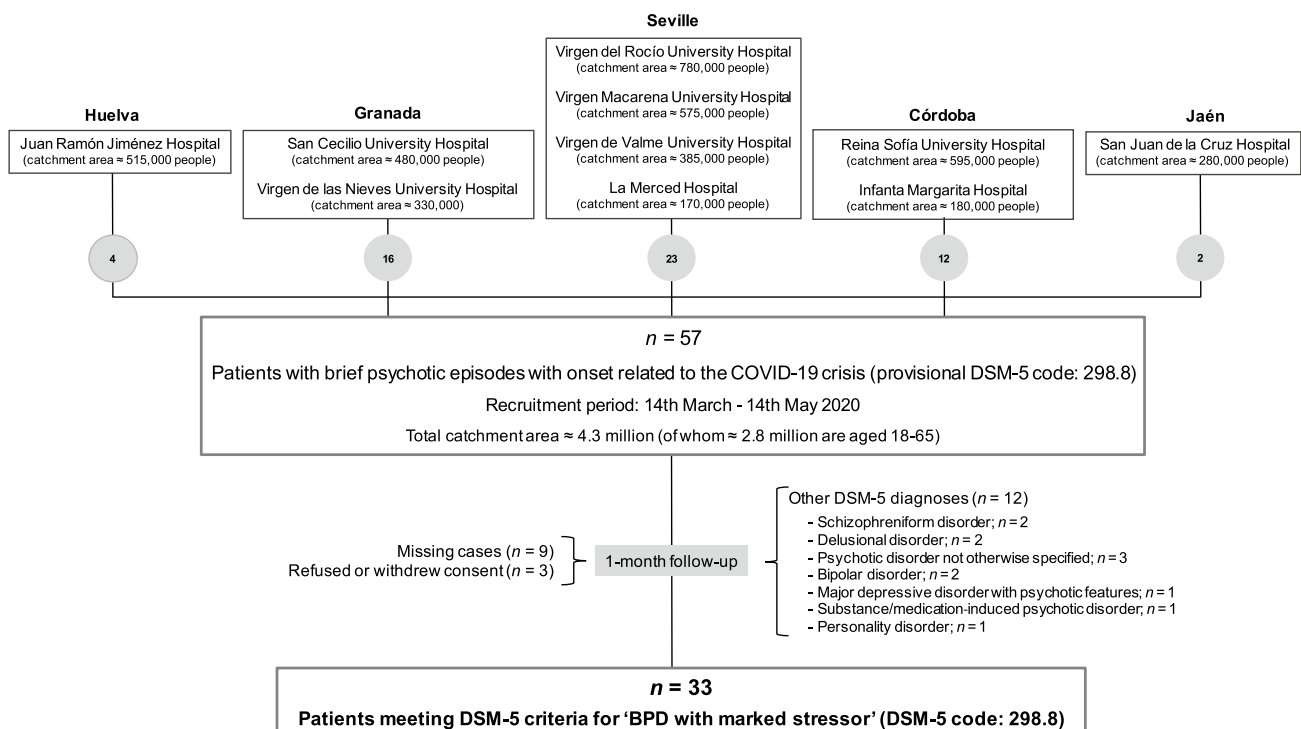 Seville
Virgen del Rocío University Hospital
(catchment area ≈ 780,000 people)
Virgen Macarena University Hospital
(catchment area ≈ 575,000 people)
Virgen de Valme University Hospital
(catchment area ≈ 385,000 people)
La Merced Hospital
(catchment area ≈ 170,000 people)
Huelva
Juan Ramón Jiménez Hospital
(catchment area ≈ 515,000 people)
Granada
San Cecilio University Hospital
(catchment area ≈ 480,000 people)
Virgen de las Nieves University Hospital
(catchment area ≈ 330,000)
Córdoba
Reina Sofía University Hospital
(catchment area ≈ 595,000 people)
Infanta Margarita Hospital
(catchment area ≈ 180,000 people)
Jaén
San Juan de la Cruz Hospital
(catchment area ≈ 280,000 people)
4
16
23
12
2
n = 57
Patients with brief psychotic episodes with onset related to the COVID-19 crisis (provisional DSM-5 code: 298.8)
Recruitment period: 14th March - 14th May 2020
Total catchment area ≈ 4.3 million (of whom ≈ 2.8 million are aged 18-65)
Missing cases (n = 9)
Refused or withdrew consent (n = 3)
1-month follow-up
Other DSM-5 diagnoses (n = 12)
- Schizophreniform disorder; n = 2
- Delusional disorder; n = 2
- Psychotic disorder not otherwise specified; n = 3
- Bipolar disorder; n = 2
- Major depressive disorder with psychotic features; n = 1
- Substance/medication-induced psychotic disorder; n = 1
- Personality disorder; n = 1
n = 33
Patients meeting DSM-5 criteria for ‘BPD with marked stressor’ (DSM-5 code: 298.8)